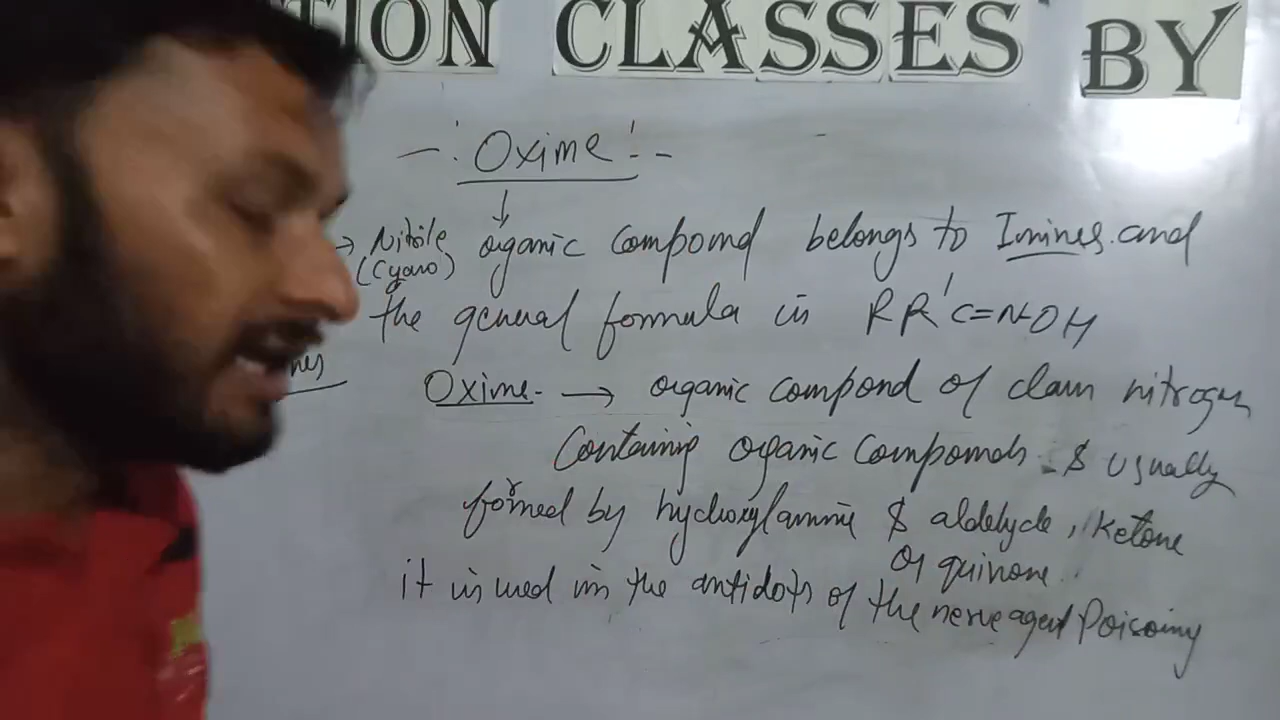 TION CLASSES BY
Oxime
→ Nitrile organic Compound belongs to Imines and
(Cyano)
the general formula is RR'C=N-OH
nes
Oxime → organic compond of class nitrogen
Containing organic Compounds & usually
formed by hydroxylamine & aldehyde, Ketone
or quinone
it is used in the antidots of the nerve agent Poisoning